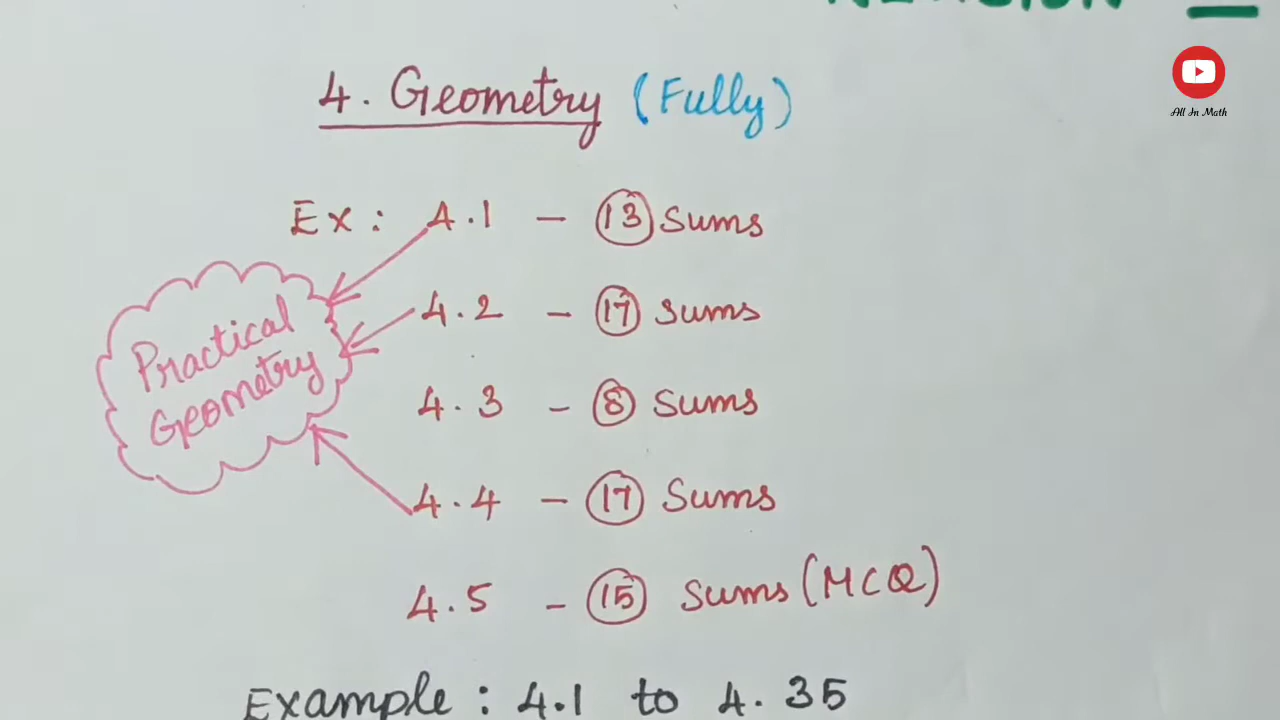 4. Geometry (Fully)
All In Math
Ex: 4.1 - 13 Sums
4.2 - 17 Sums
4.3 - 8 Sums
4.4 - 17 Sums
4.5 - 15 Sums (MCQ)
Practical
Geometry
Example: 4.1 to 4.35